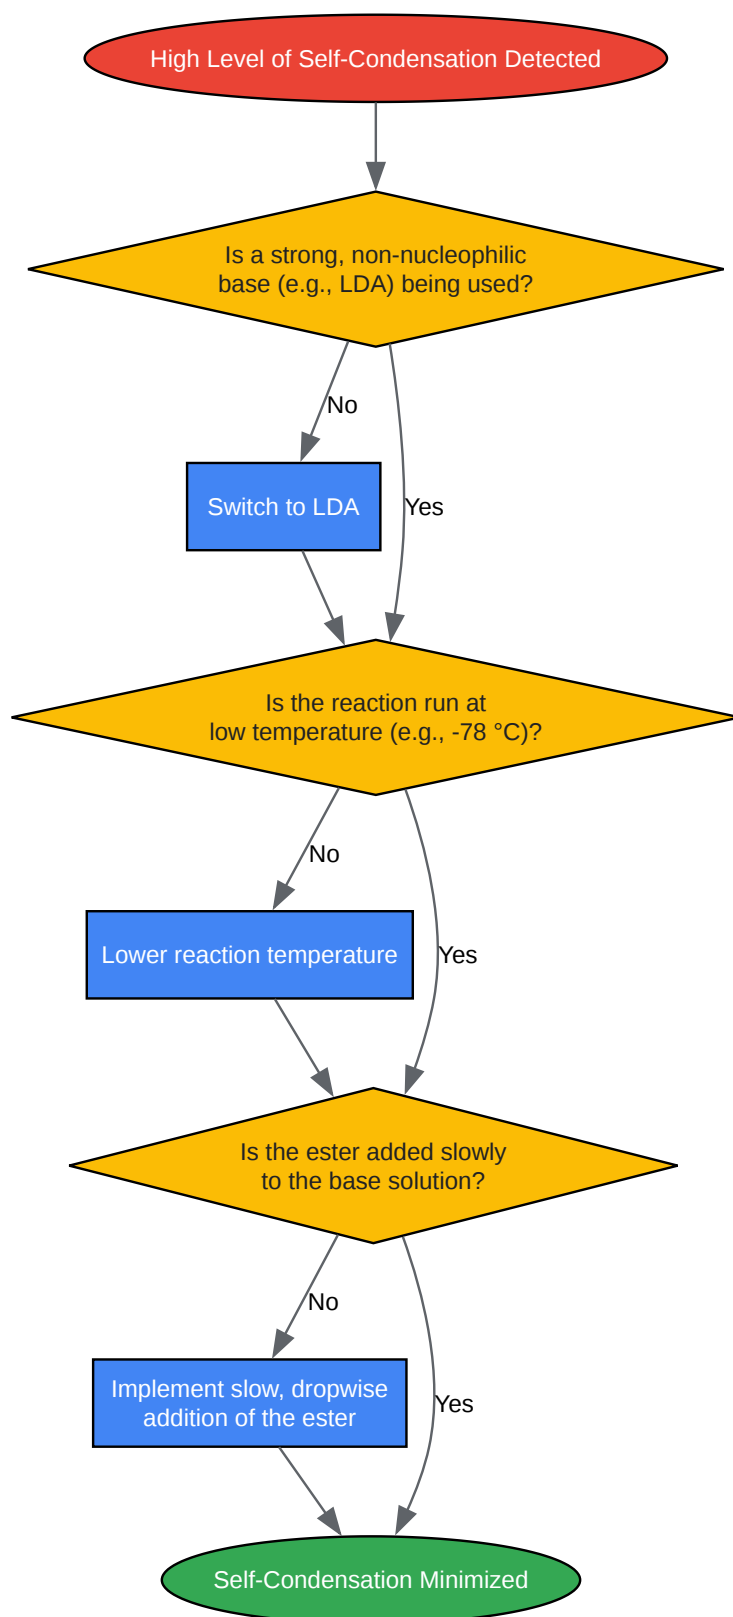 High Level of Self-Condensation Detected
Is a strong, non-nucleophilic
base (e.g., LDA) being used?
No
Switch to LDA
Yes
Is the reaction run at
low temperature (e.g., -78 °C)?
No
Lower reaction temperature
Yes
Is the ester added slowly
to the base solution?
No
Implement slow, dropwise
addition of the ester
Yes
Self-Condensation Minimized